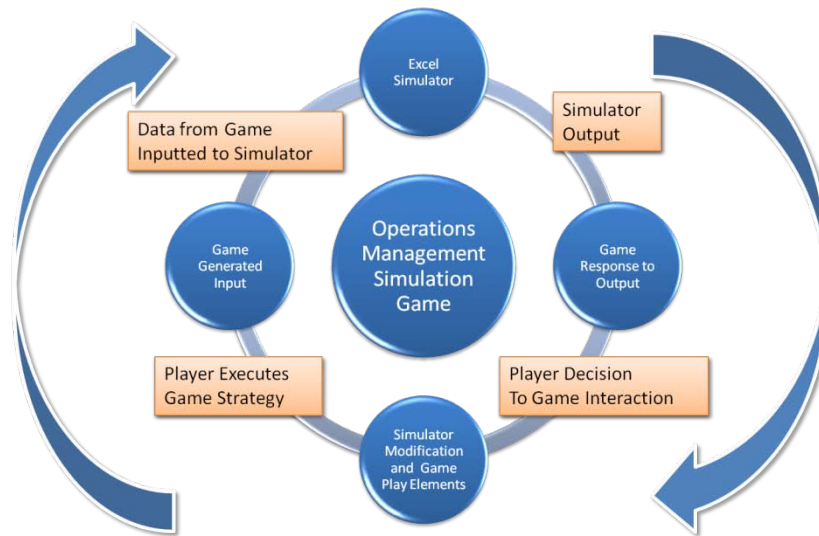 Excel
Simulator
Data from Game
Inputted to Simulator
Simulator
Output
Operations
Management
Simulation
Game
Game
Generated
Input
Game
Response to
Output
Player Executes
Game Strategy
Player Decision
To Game Interaction
Simulator
Modification
and Game
Play Elements